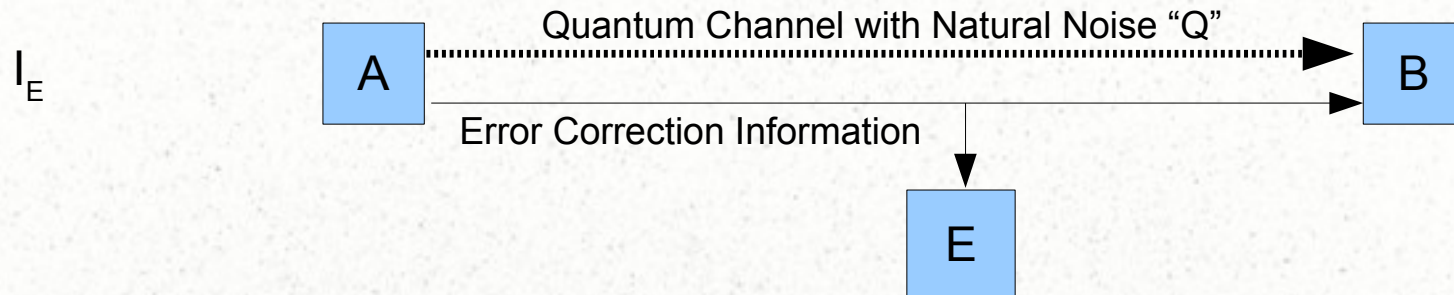 Quantum Channel with Natural Noise “Q”
I_E
A
B
Error Correction Information
E